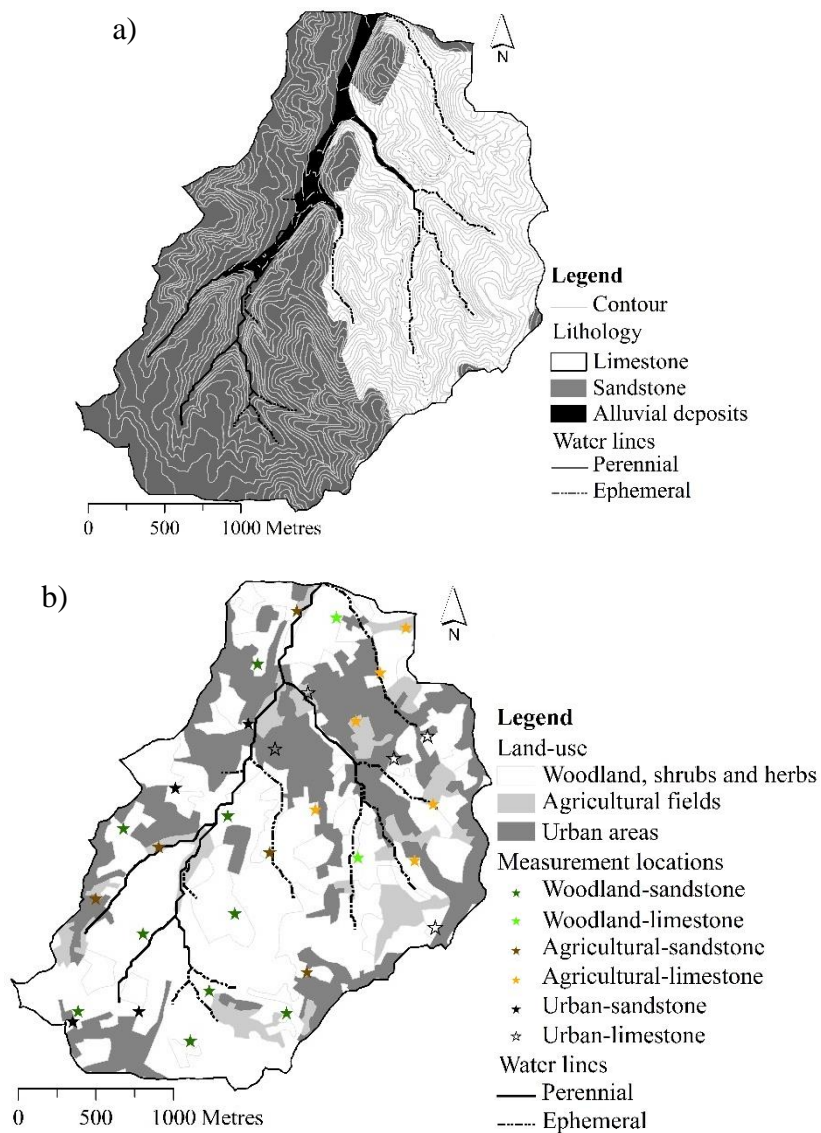 a)
N
Legend
Contour
Lithology
Limestone
Sandstone
Alluvial deposits
Water lines
Perennial
Ephemeral
0 500 1000 Metres
b)
N
Legend
Land-use
Woodland, shrubs and herbs
Agricultural fields
Urban areas
Measurement locations
Woodland-sandstone
Woodland-limestone
Agricultural-sandstone
Agricultural-limestone
Urban-sandstone
Urban-limestone
Water lines
Perennial
Ephemeral
0 500 1000 Metres